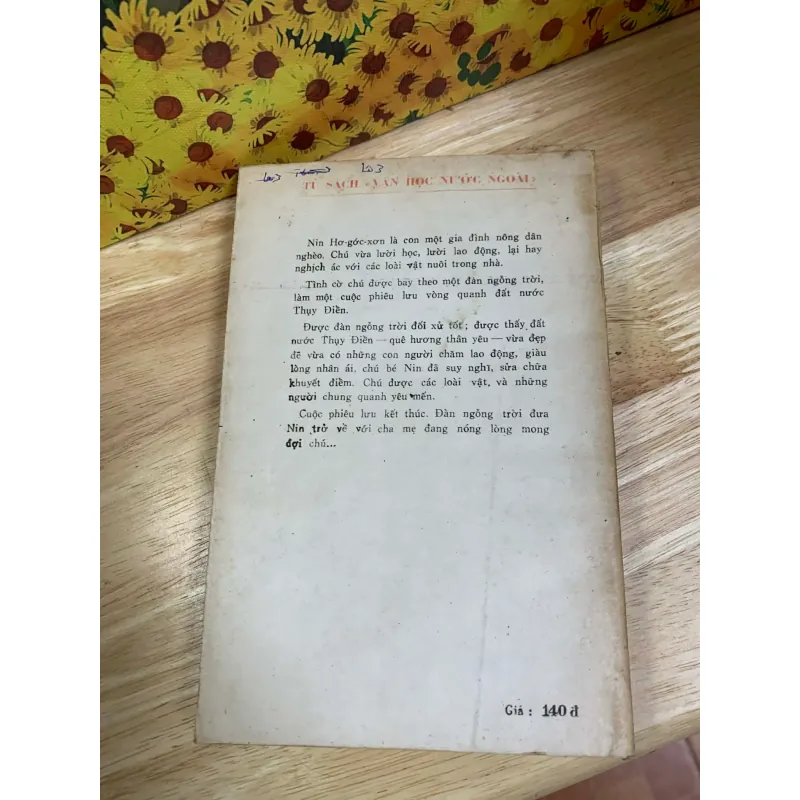 TỦ SÁCH «VĂN HỌC NƯỚC NGOÀI»
Nin Hơ-gớc-xơn là con một gia đình nông dân
nghèo. Chú vừa lười học, lười lao động, lại hay
nghịch ác với các loài vật nuôi trong nhà.
Tình cờ chú được bay theo một đàn ngỗng trời,
làm một cuộc phiêu lưu vòng quanh đất nước
Thụy Điền.
Được đàn ngỗng trời đối xử tốt; được thấy đất
nước Thụy Điền — quê hương thân yêu — vừa đẹp
đẽ vừa có những con người chăm lao động, giàu
lòng nhân ái, chú bé Nin đã suy nghĩ, sửa chữa
khuyết điềm. Chú được các loài vật, và những
người chung quanh yêu mến.
Cuộc phiêu lưu kết thúc. Đàn ngỗng trời đưa
Nin trở về với cha mẹ đang nóng lòng mong
đợi chú...
Giá : 140đ